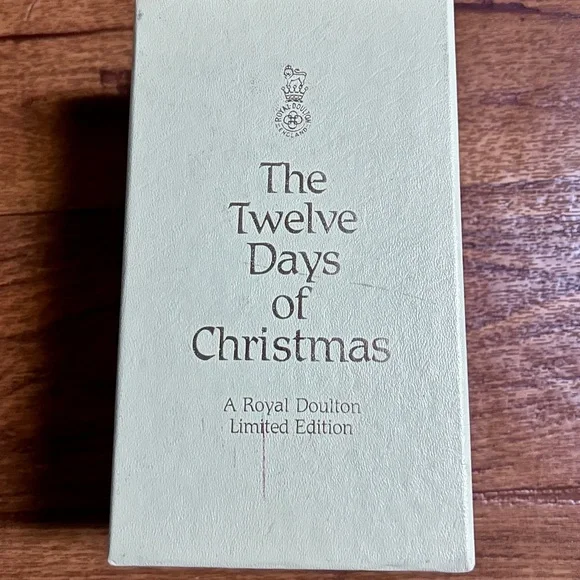 ROYAL DOULTON
ENGLAND
The
Twelve
Days
of
Christmas
A Royal Doulton
Limited Edition